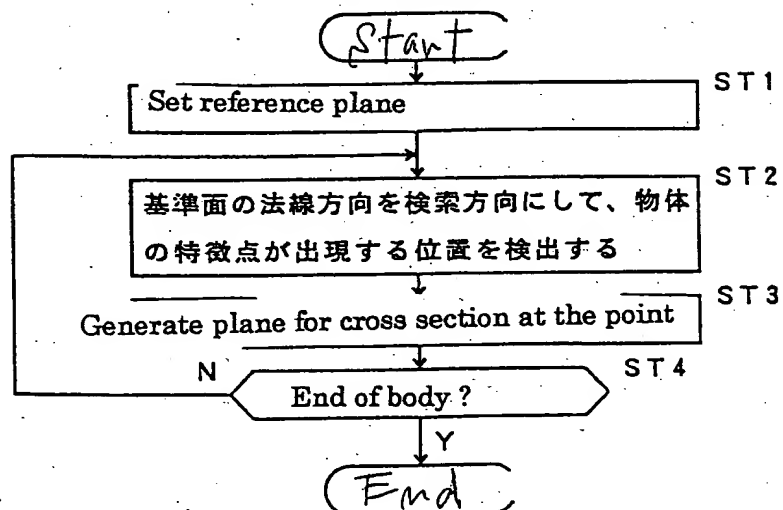 Start
ST1
Set reference plane
ST2
基準面の法線方向を検索方向にして、物体
の特徴点が出現する位置を検出する
ST3
Generate plane for cross section at the point
ST4
N
End of body ?
Y
End